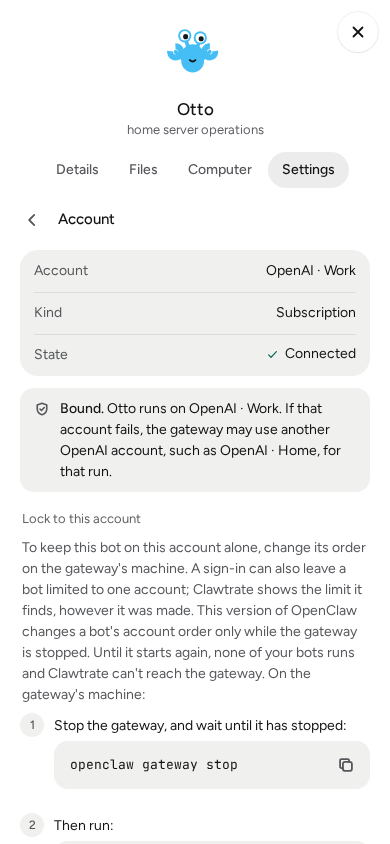 Otto
home server operations
Details
Files
Computer
Settings
Account
Account
OpenAI · Work
Kind
Subscription
State
Connected
Bound. Otto runs on OpenAI · Work. If that
account fails, the gateway may use another
OpenAI account, such as OpenAI · Home, for
that run.
Lock to this account
To keep this bot on this account alone, change its order
on the gateway's machine. A sign-in can also leave a
bot limited to one account; Clawtrate shows the limit it
finds, however it was made. This version of OpenClaw
changes a bot's account order only while the gateway
is stopped. Until it starts again, none of your bots runs
and Clawtrate can't reach the gateway. On the
gateway's machine:
1
Stop the gateway, and wait until it has stopped:
openclaw gateway stop
2
Then run: